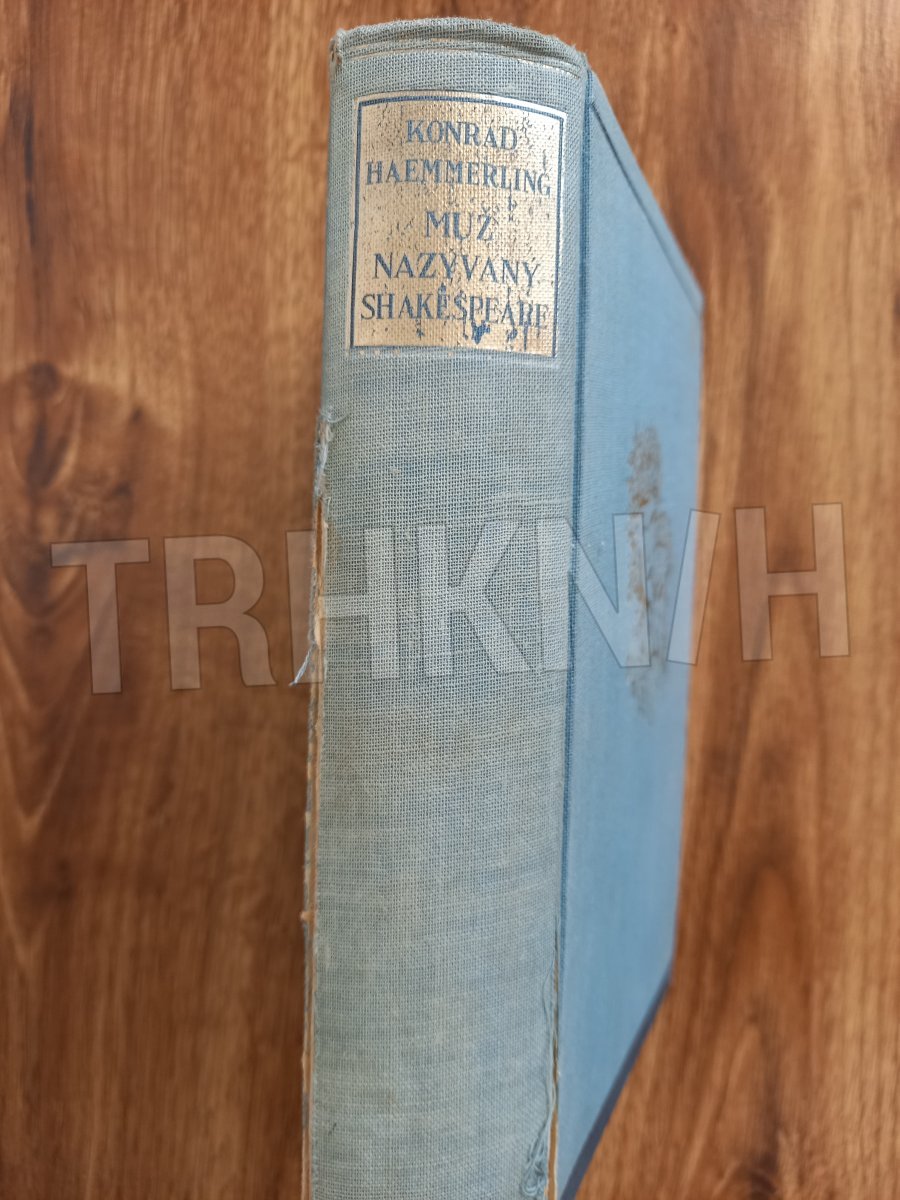 KONRAD
HAEMMERLING
MUŽ
NAZÝVANÝ
SHAKESPEARE
TRHKNIH